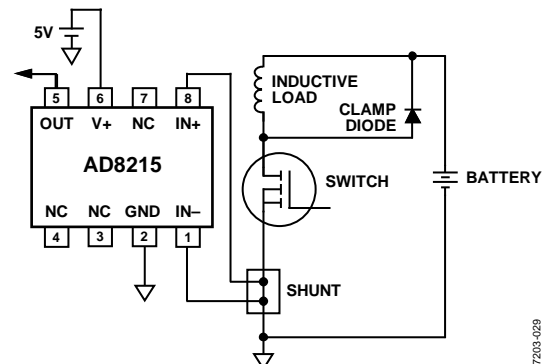 5V
5 6 7 8
OUT V+ NC IN+
AD8215
NC NC GND IN–
4 3 2 1
INDUCTIVE
LOAD
CLAMP
DIODE
SWITCH
BATTERY
SHUNT
7203-029